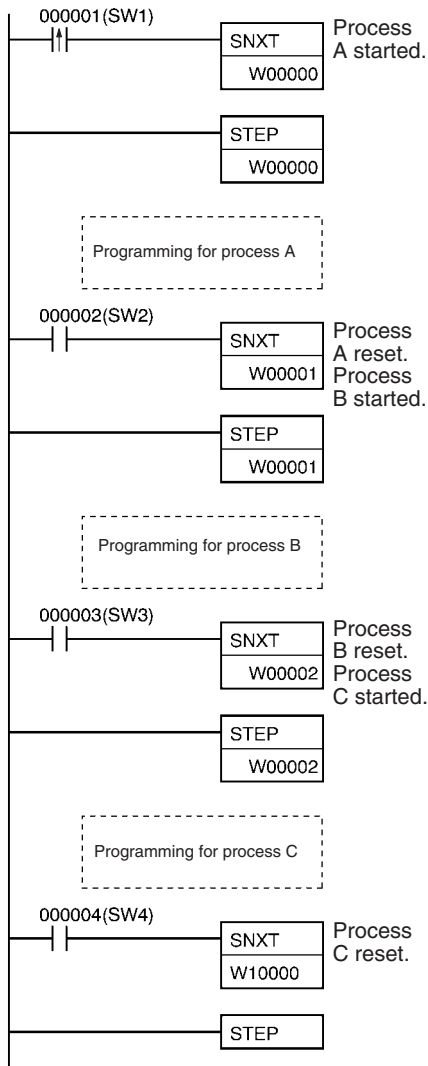 000001(SW1)
SNXT
W00000
Process
A started.
STEP
W00000
Programming for process A
000002(SW2)
SNXT
W00001
Process
A reset.
Process
B started.
STEP
W00001
Programming for process B
000003(SW3)
SNXT
W00002
Process
B reset.
Process
C started.
STEP
W00002
Programming for process C
000004(SW4)
SNXT
W10000
Process
C reset.
STEP